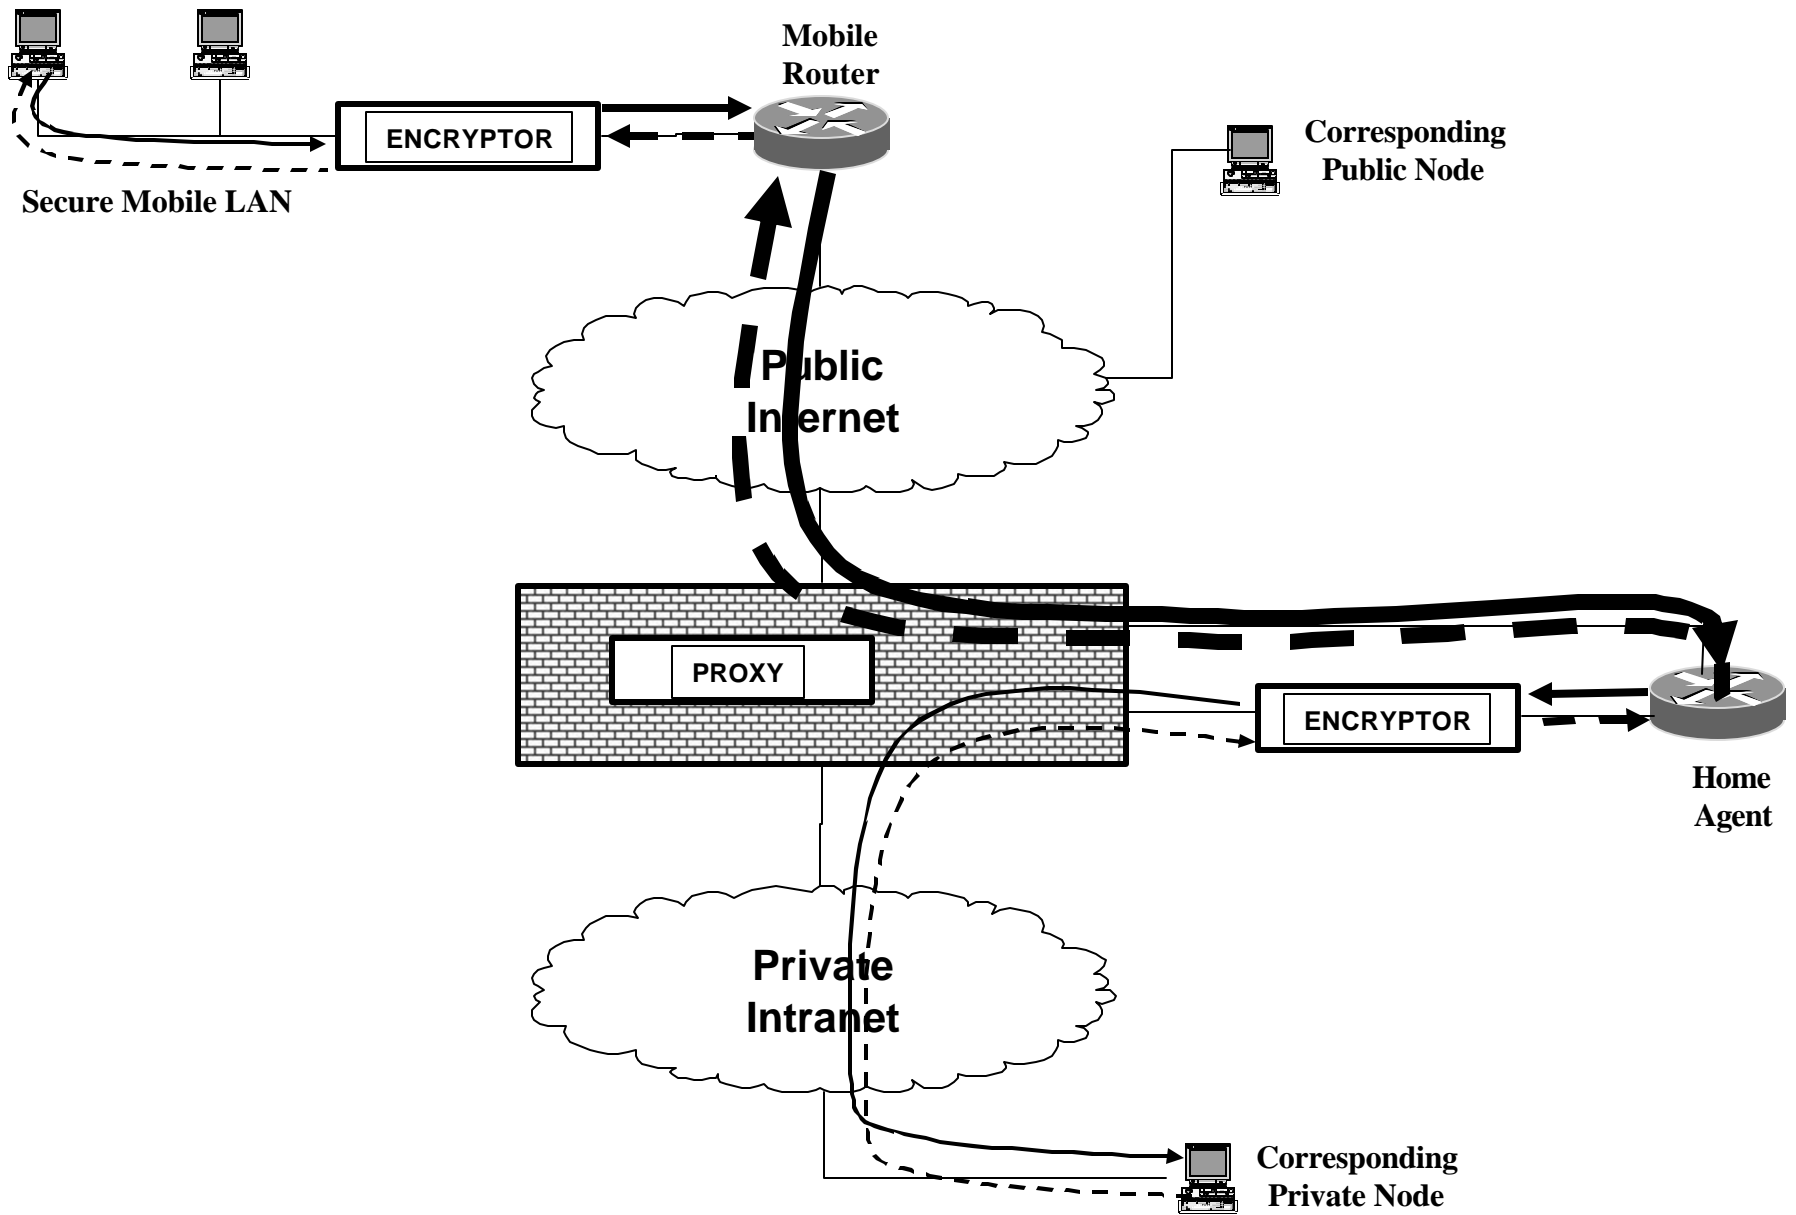 Mobile
Router
ENCRYPTOR
Corresponding
Public Node
Secure Mobile LAN
Public
Internet
PROXY
ENCRYPTOR
Home
Agent
Private
Intranet
Corresponding
Private Node